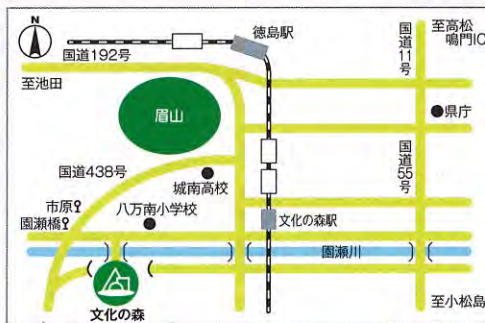 N
国道192号
至池田
徳島駅
国道11号
至高松
鳴門IC
眉山
県庁
国道438号
城南高校
国道55号
市原
園瀬橋
八万南小学校
文化の森駅
園瀬川
文化の森
至小松島